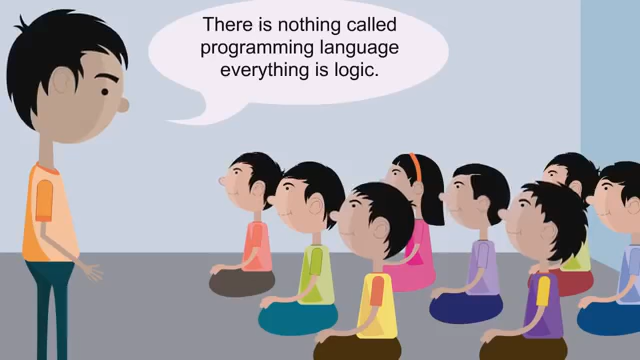 There is nothing called
programming language
everything is logic.